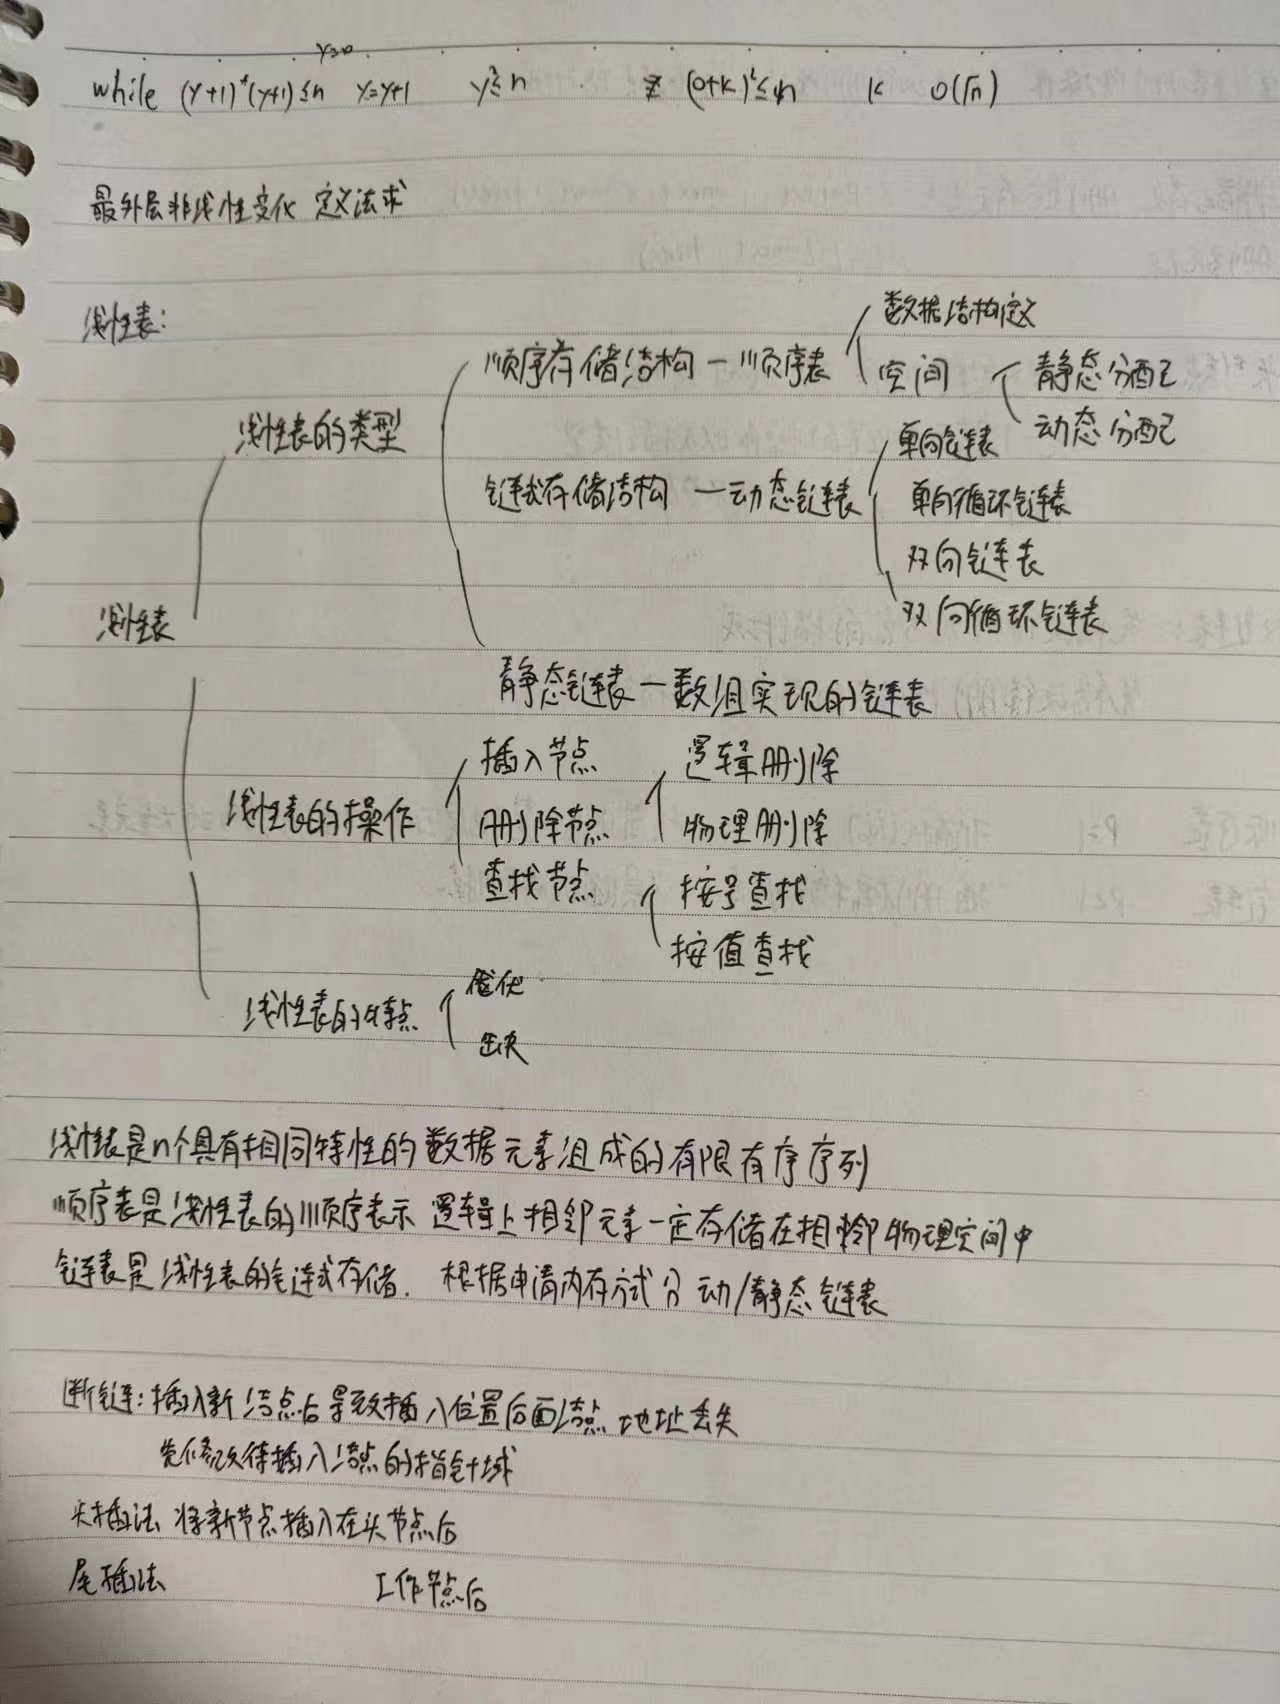 y=0
while (y+1)*(y+1)≤n y=y+1 y²≤n (0+k)²≤n k O(√n)
最外层非线性变化 定义法求
线性表:
数据结构定义
顺序存储结构—顺序表
空间
静态分配
动态分配
线性表的类型
单向链表
链式存储结构—动态链表
单向循环链表
双向链表
双向循环链表
线性表
静态链表—数组实现的链表
插入节点
逻辑删除
线性表的操作
删除节点
物理删除
查找节点
按号查找
按值查找
优
线性表的特点
缺
线性表是n个具有相同特性的数据元素组成的有限有序序列
顺序表是线性表的顺序表示 逻辑上相邻元素一定存储在相邻物理空间中
链表是线性表的链式存储. 根据申请内存方式分 动/静态链表
断链:插入新结点后导致插入位置后面结点地址丢失
先修改待插入结点的指针域
头插法 将新节点插入在头节点后
尾插法 工作节点后